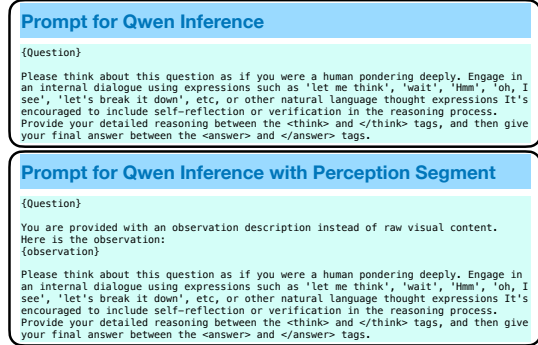 Prompt for Qwen Inference
{Question}
Please think about this question as if you were a human pondering deeply. Engage in
an internal dialogue using expressions such as 'let me think', 'wait', 'Hmm', 'oh, I
see', 'let's break it down', etc, or other natural language thought expressions It's
encouraged to include self-reflection or verification in the reasoning process.
Provide your detailed reasoning between the <think> and </think> tags, and then give
your final answer between the <answer> and </answer> tags.
Prompt for Qwen Inference with Perception Segment
{Question}
You are provided with an observation description instead of raw visual content.
Here is the observation:
{observation}
Please think about this question as if you were a human pondering deeply. Engage in
an internal dialogue using expressions such as 'let me think', 'wait', 'Hmm', 'oh, I
see', 'let's break it down', etc, or other natural language thought expressions It's
encouraged to include self-reflection or verification in the reasoning process.
Provide your detailed reasoning between the <think> and </think> tags, and then give
your final answer between the <answer> and </answer> tags.